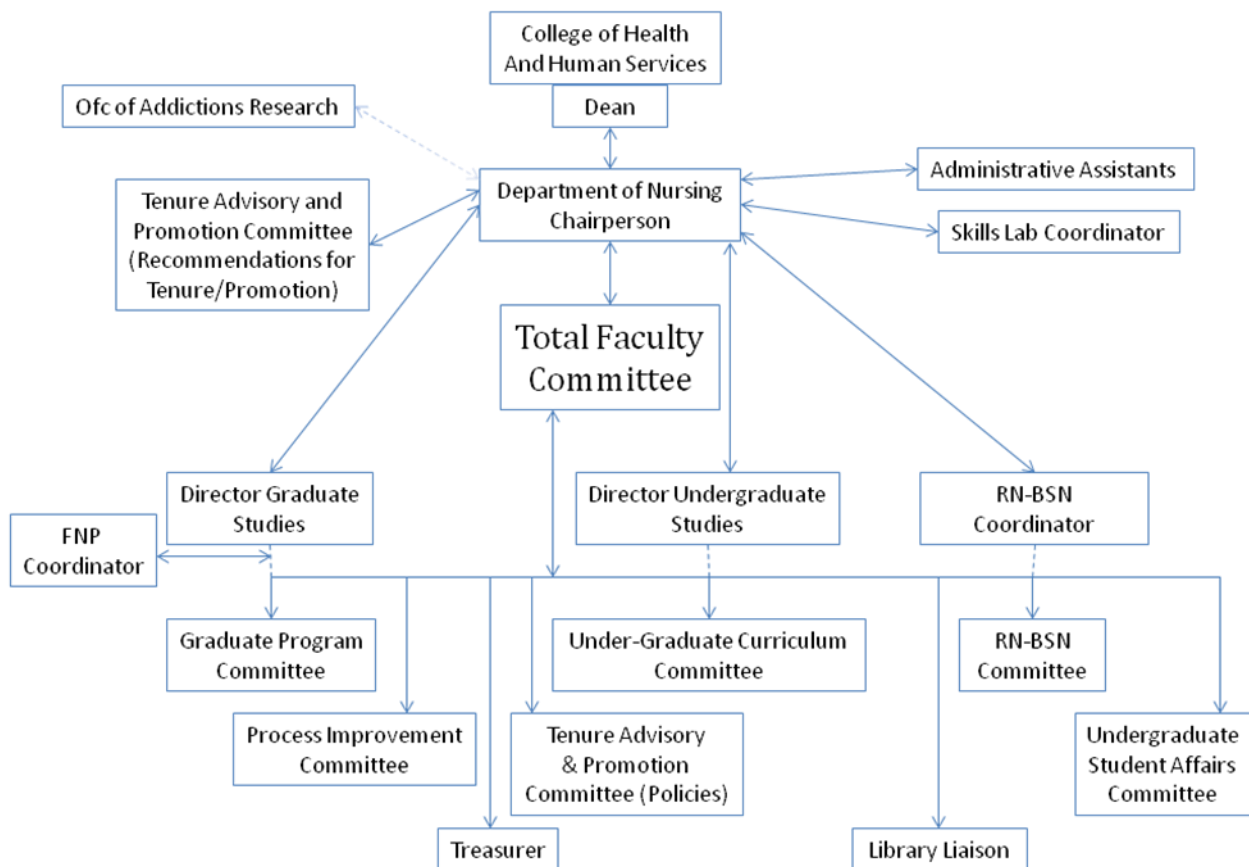 College of Health
And Human Services
Dean
Ofc of Addictions Research
Department of Nursing
Chairperson
Administrative Assistants
Skills Lab Coordinator
Tenure Advisory and
Promotion Committee
(Recommendations for
Tenure/Promotion)
Total Faculty
Committee
Director Graduate
Studies
Director Undergraduate
Studies
RN-BSN
Coordinator
FNP
Coordinator
Graduate Program
Committee
Under-Graduate Curriculum
Committee
RN-BSN
Committee
Process Improvement
Committee
Tenure Advisory
& Promotion
Committee (Policies)
Undergraduate
Student Affairs
Committee
Treasurer
Library Liaison